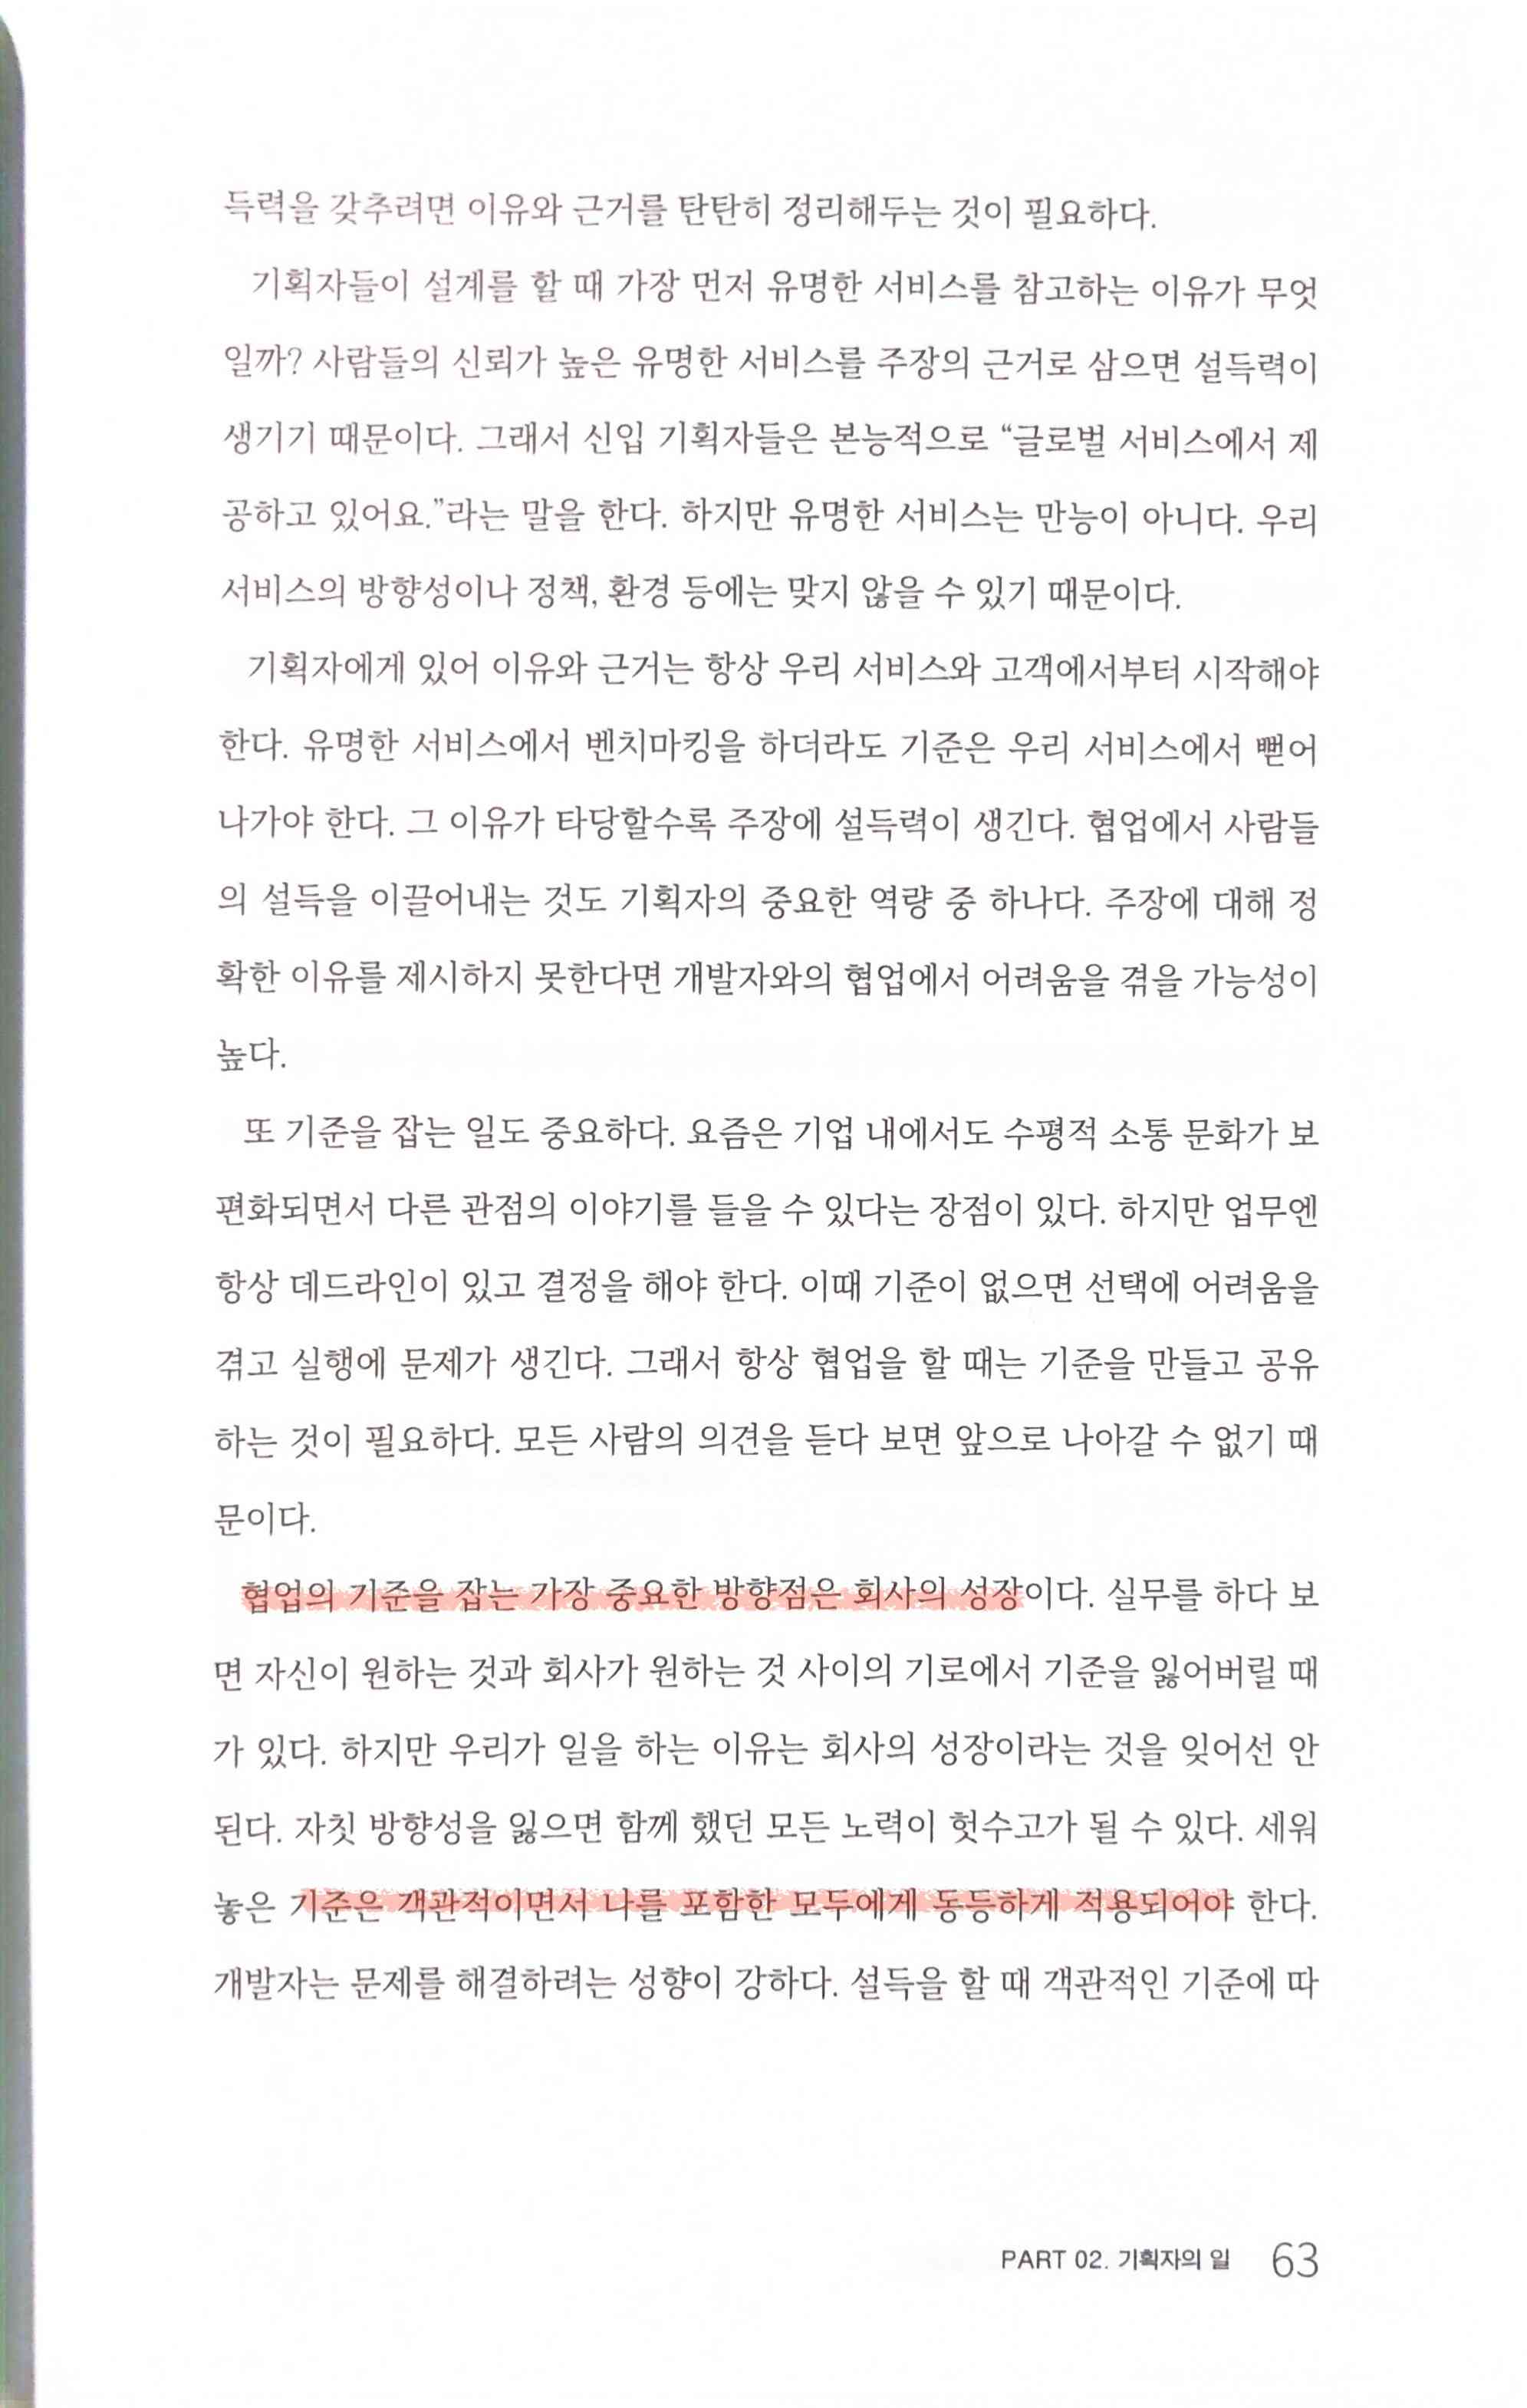 득력을 갖추려면 이유와 근거를 탄탄히 정리해두는 것이 필요하다.
기획자들이 설계를 할 때 가장 먼저 유명한 서비스를 참고하는 이유가 무엇
일까? 사람들의 신뢰가 높은 유명한 서비스를 주장의 근거로 삼으면 설득력이
생기기 때문이다. 그래서 신입 기획자들은 본능적으로 “글로벌 서비스에서 제
공하고 있어요.”라는 말을 한다. 하지만 유명한 서비스는 만능이 아니다. 우리
서비스의 방향성이나 정책, 환경 등에는 맞지 않을 수 있기 때문이다.
기획자에게 있어 이유와 근거는 항상 우리 서비스와 고객에서부터 시작해야
한다. 유명한 서비스에서 벤치마킹을 하더라도 기준은 우리 서비스에서 뻗어
나가야 한다. 그 이유가 타당할수록 주장에 설득력이 생긴다. 협업에서 사람들
의 설득을 이끌어내는 것도 기획자의 중요한 역량 중 하나다. 주장에 대해 정
확한 이유를 제시하지 못한다면 개발자와의 협업에서 어려움을 겪을 가능성이
높다.
또 기준을 잡는 일도 중요하다. 요즘은 기업 내에서도 수평적 소통 문화가 보
편화되면서 다른 관점의 이야기를 들을 수 있다는 장점이 있다. 하지만 업무엔
항상 데드라인이 있고 결정을 해야 한다. 이때 기준이 없으면 선택에 어려움을
겪고 실행에 문제가 생긴다. 그래서 항상 협업을 할 때는 기준을 만들고 공유
하는 것이 필요하다. 모든 사람의 의견을 듣다 보면 앞으로 나아갈 수 없기 때
문이다.
협업의 기준을 잡는 가장 중요한 방향점은 회사의 성장이다. 실무를 하다 보
면 자신이 원하는 것과 회사가 원하는 것 사이의 기로에서 기준을 잃어버릴 때
가 있다. 하지만 우리가 일을 하는 이유는 회사의 성장이라는 것을 잊어선 안
된다. 자칫 방향성을 잃으면 함께 했던 모든 노력이 헛수고가 될 수 있다. 세워
놓은 기준은 객관적이면서 나를 포함한 모두에게 동등하게 적용되어야 한다.
개발자는 문제를 해결하려는 성향이 강하다. 설득을 할 때 객관적인 기준에 따
PART 02. 기획자의 일 63